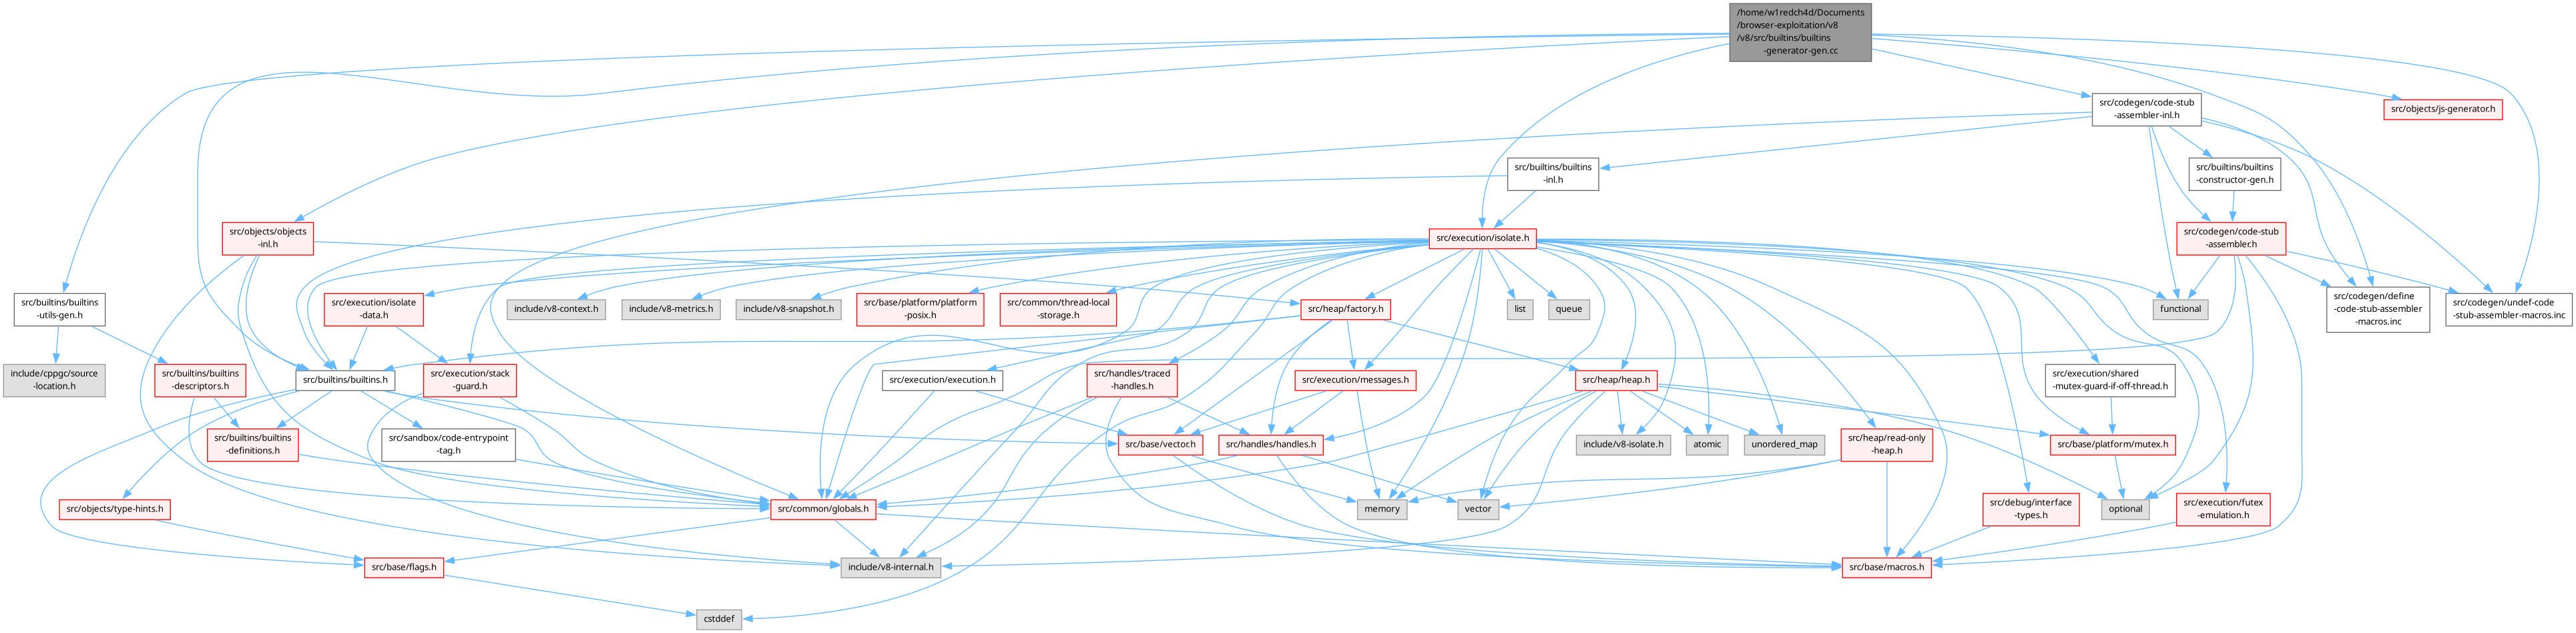 /home/w1redch4d/Documents
/browser-exploitation/v8
/v8/src/builtins/builtins
-generator-gen.cc
src/codegen/code-stub
-assembler-inl.h
src/objects/js-generator.h
src/builtins/builtins
-inl.h
src/builtins/builtins
-constructor-gen.h
src/objects/objects
-inl.h
src/execution/isolate.h
src/codegen/code-stub
-assembler.h
src/builtins/builtins
-utils-gen.h
src/execution/isolate
-data.h
include/v8-context.h
include/v8-metrics.h
include/v8-snapshot.h
src/base/platform/platform
-posix.h
src/common/thread-local
-storage.h
src/heap/factory.h
list
queue
functional
src/codegen/define
-code-stub-assembler
-macros.inc
src/codegen/undef-code
-stub-assembler-macros.inc
include/cppgc/source
-location.h
src/builtins/builtins
-descriptors.h
src/builtins/builtins.h
src/execution/stack
-guard.h
src/execution/execution.h
src/handles/traced
-handles.h
src/execution/messages.h
src/heap/heap.h
src/execution/shared
-mutex-guard-if-off-thread.h
src/builtins/builtins
-definitions.h
src/sandbox/code-entrypoint
-tag.h
src/base/vector.h
src/handles/handles.h
include/v8-isolate.h
atomic
unordered_map
src/heap/read-only
-heap.h
src/base/platform/mutex.h
src/objects/type-hints.h
src/common/globals.h
memory
vector
src/debug/interface
-types.h
optional
src/execution/futex
-emulation.h
src/base/flags.h
include/v8-internal.h
src/base/macros.h
cstddef